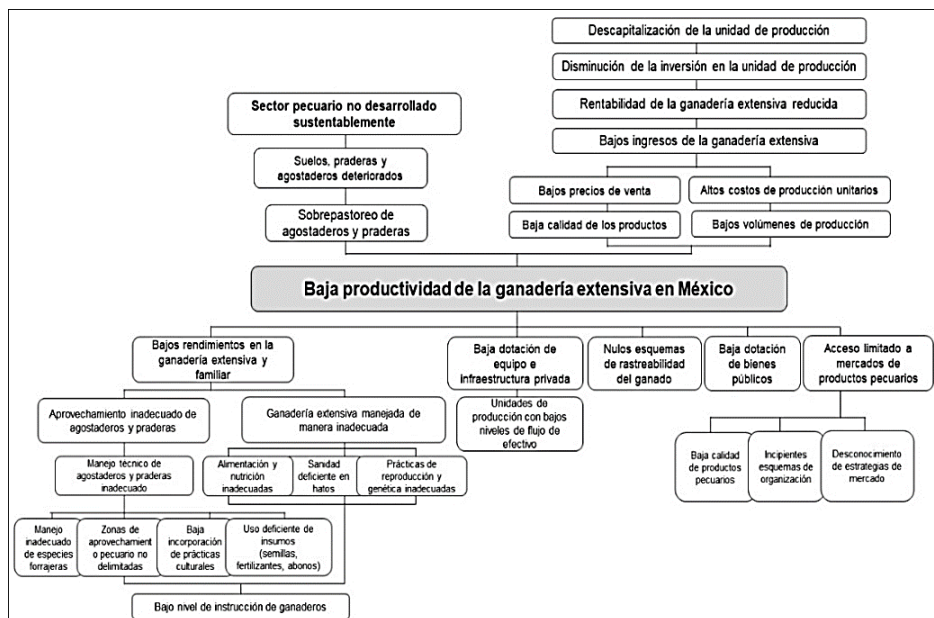 Descapitalización de la unidad de producción
Disminución de la inversión en la unidad de producción
Rentabilidad de la ganadería extensiva reducida
Bajos ingresos de la ganadería extensiva
Sector pecuario no desarrollado
sustentablemente
Suelos, praderas y
agostaderos deteriorados
Sobrepastoreo de
agostaderos y praderas
Bajos precios de venta
Altos costos de producción unitarios
Baja calidad de los productos
Bajos volúmenes de producción
Baja productividad de la ganadería extensiva en México
Bajos rendimientos en la
ganadería extensiva y
familiar
Baja dotación de
equipo e
infraestructura privada
Nulos esquemas
de rastreabilidad
del ganado
Baja dotación
de bienes
públicos
Acceso limitado a
mercados de
productos pecuarios
Aprovechamiento inadecuado de
agostaderos y praderas
Ganadería extensiva manejada de
manera inadecuada
Unidades de
producción con bajos
niveles de flujo de
efectivo
Manejo técnico de
agostaderos y praderas
inadecuado
Alimentación y
nutrición
inadecuadas
Sanidad
deficiente en
hatos
Prácticas de
reproducción y
genética inadecuadas
Baja calidad
de productos
pecuarios
Incipientes
esquemas de
organización
Desconocimiento
de estrategias de
mercado
Manejo
inadecuado
de especies
forrajeras
Zonas de
aprovechamient
o pecuario no
delimitadas
Baja
incorporación
de prácticas
culturales
Uso deficiente de
insumos
(semillas,
fertilizantes, abonos)
Bajo nivel de instrucción de ganaderos